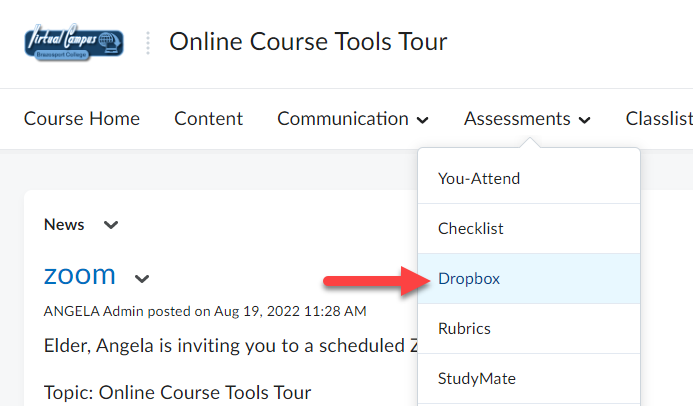 Virtual Campus
Brazosport College
Online Course Tools Tour
Course Home Content Communication Assessments Classlist
You-Attend
Checklist
Dropbox
Rubrics
StudyMate
News
zoom
ANGELA Admin posted on Aug 19, 2022 11:28 AM
Elder, Angela is inviting you to a scheduled Z
Topic: Online Course Tools Tour